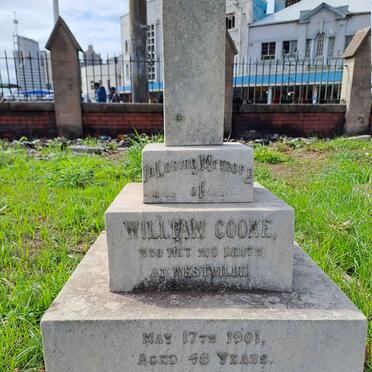 In Loving Memory
of
WILLIAM COOKE,
WHO MET HIS DEATH
AT WESTVILLE
MAY 17TH 1901,
AGED 48 YEARS.